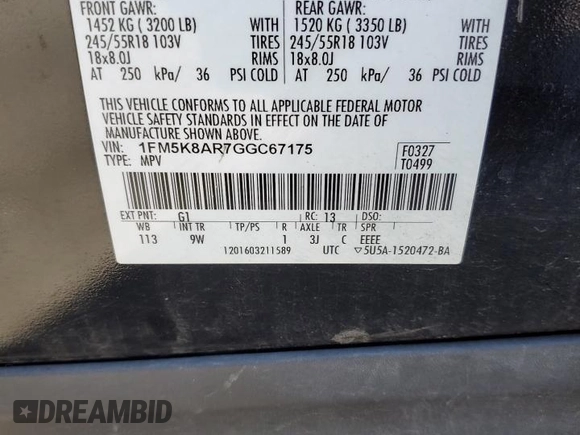 FRONT GAWR: REAR GAWR:
1452 KG ( 3200 LB) WITH 1520 KG ( 3350 LB) WITH
245/55R18 103V TIRES 245/55R18 103V TIRES
18x8.0J RIMS 18x8.0J RIMS
AT 250 kPa/ 36 PSI COLD AT 250 kPa/ 36 PSI COLD
THIS VEHICLE CONFORMS TO ALL APPLICABLE FEDERAL MOTOR
VEHICLE SAFETY STANDARDS IN EFFECT ON THE DATE OF
MANUFACTURE SHOWN ABOVE.
VIN: 1FM5K8AR7GGC67175 F0327
TYPE: MPV T0499
EXT PNT: G1 RC: 13 DSO:
WB INT TR TP/PS R AXLE TR SPR
113 9W 1 3J C EEEE
1201603211589 UTC ▽5U5A-1520472-BA
DREAMBID